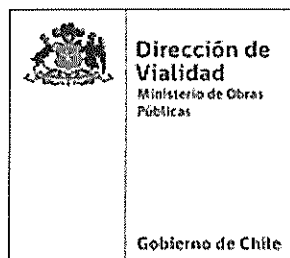 Dirección de
Vialidad
Ministerio de Obras
Públicas
Gobierno de Chile